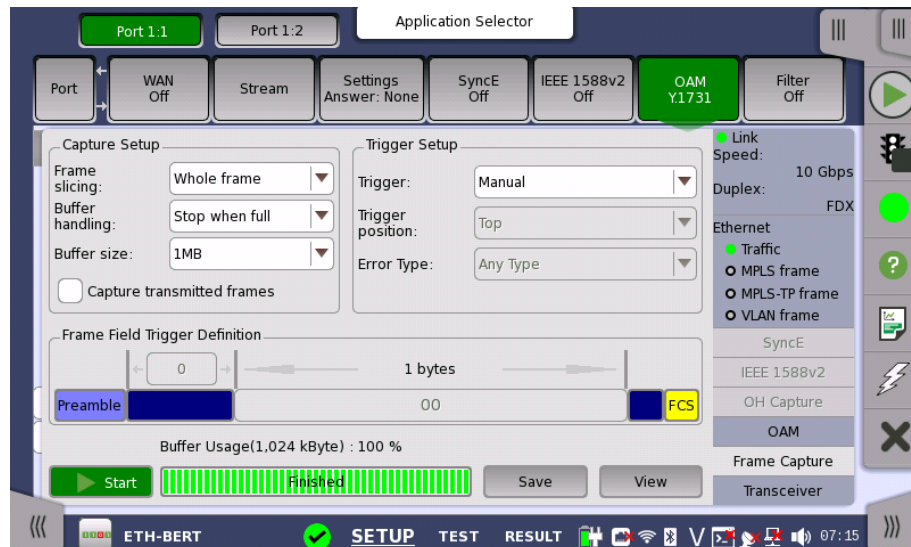 Application Selector
Port 1:1
Port 1:2
Port
WAN
Off
Stream
Settings
Answer: None
SyncE
Off
IEEE 1588v2
Off
OAM
Y.1731
Filter
Off
Capture Setup
Frame
slicing:
Whole frame
Buffer
handling:
Stop when full
Buffer size:
1MB
Capture transmitted frames
Trigger Setup
Trigger:
Manual
Trigger
position:
Top
Error Type:
Any Type
Frame Field Trigger Definition
0
1 bytes
Preamble
00
FCS
Buffer Usage(1,024 kByte) : 100 %
Start
Finished
Save
View
Link
Speed:
10 Gbps
Duplex:
FDX
Ethernet
Traffic
MPLS frame
MPLS-TP frame
VLAN frame
SyncE
IEEE 1588v2
OH Capture
OAM
Frame Capture
Transceiver
ETH-BERT
SETUP
TEST
RESULT
V
07:15